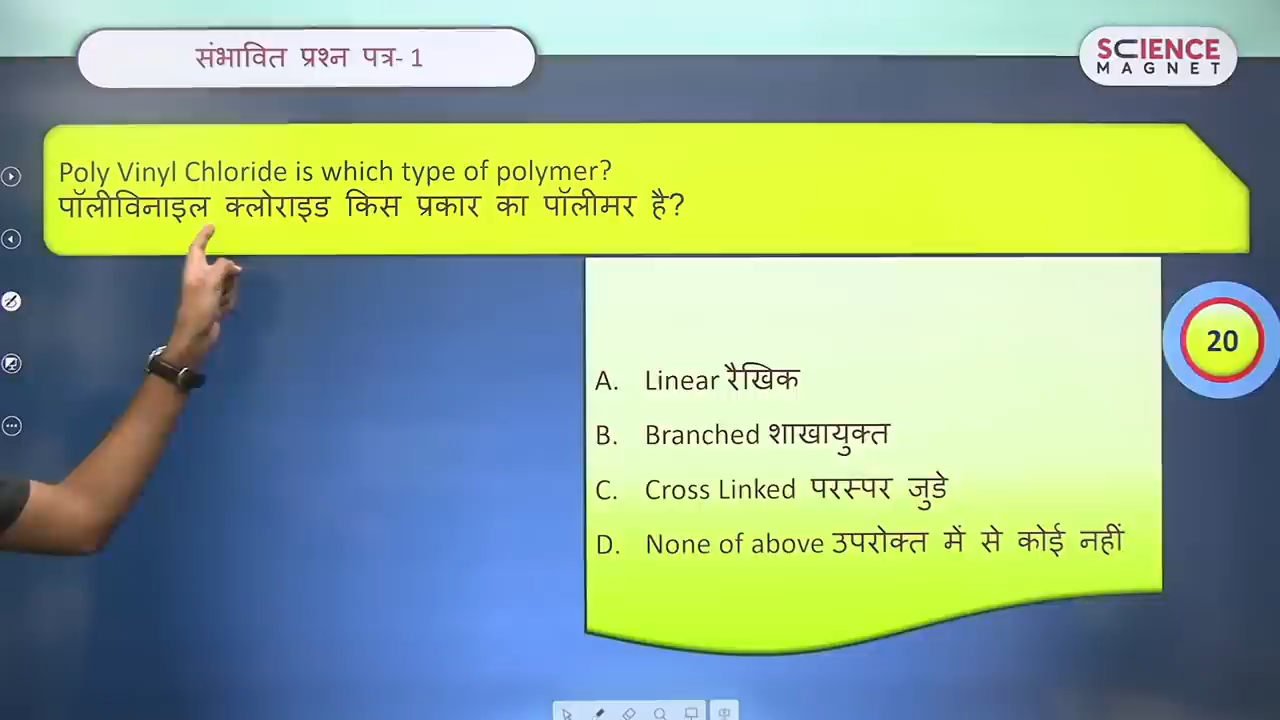 संभावित प्रश्न पत्र- 1
SCIENCE
MAGNET
Poly Vinyl Chloride is which type of polymer?
पॉलीविनाइल क्लोराइड किस प्रकार का पॉलीमर है?
20
A. Linear रैखिक
B. Branched शाखायुक्त
C. Cross Linked परस्पर जुडे
D. None of above उपरोक्त में से कोई नहीं